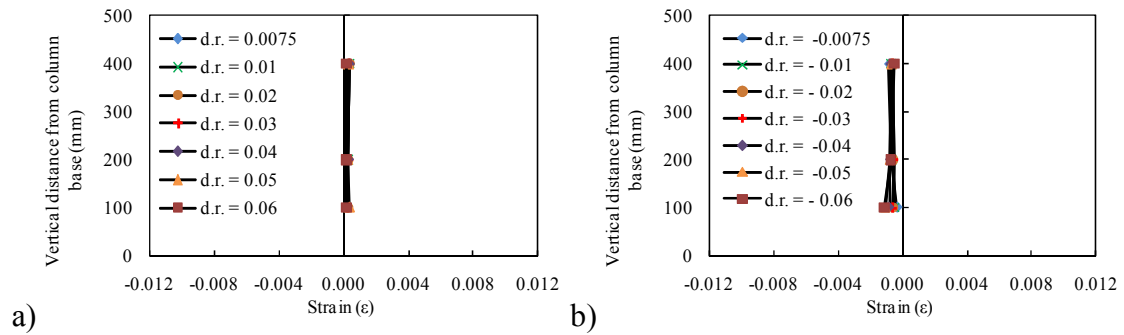 500
400
300
200
100
0
Vertical distance from column
base (mm)
d.r. = 0.0075
d.r. = 0.01
d.r. = 0.02
d.r. = 0.03
d.r. = 0.04
d.r. = 0.05
d.r. = 0.06
-0.012 -0.008 -0.004 0.000 0.004 0.008 0.012
Strain (ε)
a)
500
400
300
200
100
0
Vertical distance from column
base (mm)
d.r. = -0.0075
d.r. = - 0.01
d.r. = - 0.02
d.r. = -0.03
d.r. = -0.04
d.r. = -0.05
d.r. = - 0.06
-0.012 -0.008 -0.004 0.000 0.004 0.008 0.012
Strain (ε)
b)